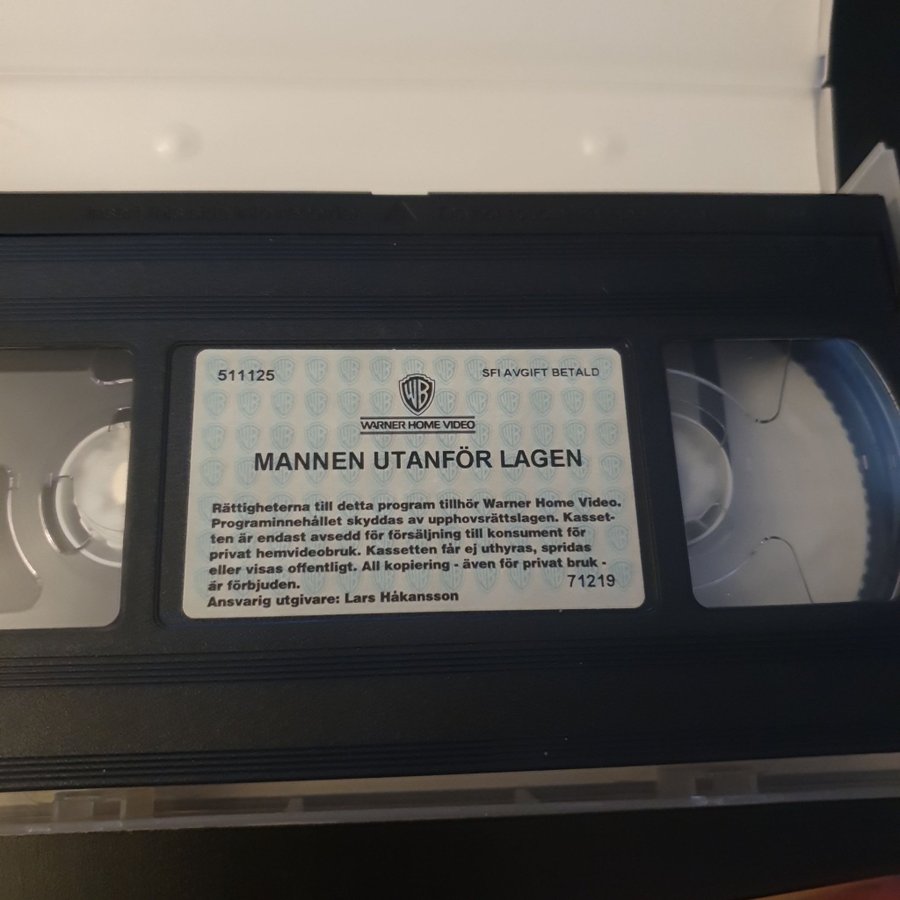 511125
SFI AVGIFT BETALD
WB
WARNER HOME VIDEO
MANNEN UTANFÖR LAGEN
Rättigheterna till detta program tillhör Warner Home Video.
Programinnehållet skyddas av upphovsrättslagen. Kasset-
ten är endast avsedd för försäljning till konsument för
privat hemvideobruk. Kassetten får ej uthyras, spridas
eller visas offentligt. All kopiering - även för privat bruk -
är förbjuden.
71219
Ansvarig utgivare: Lars Håkansson